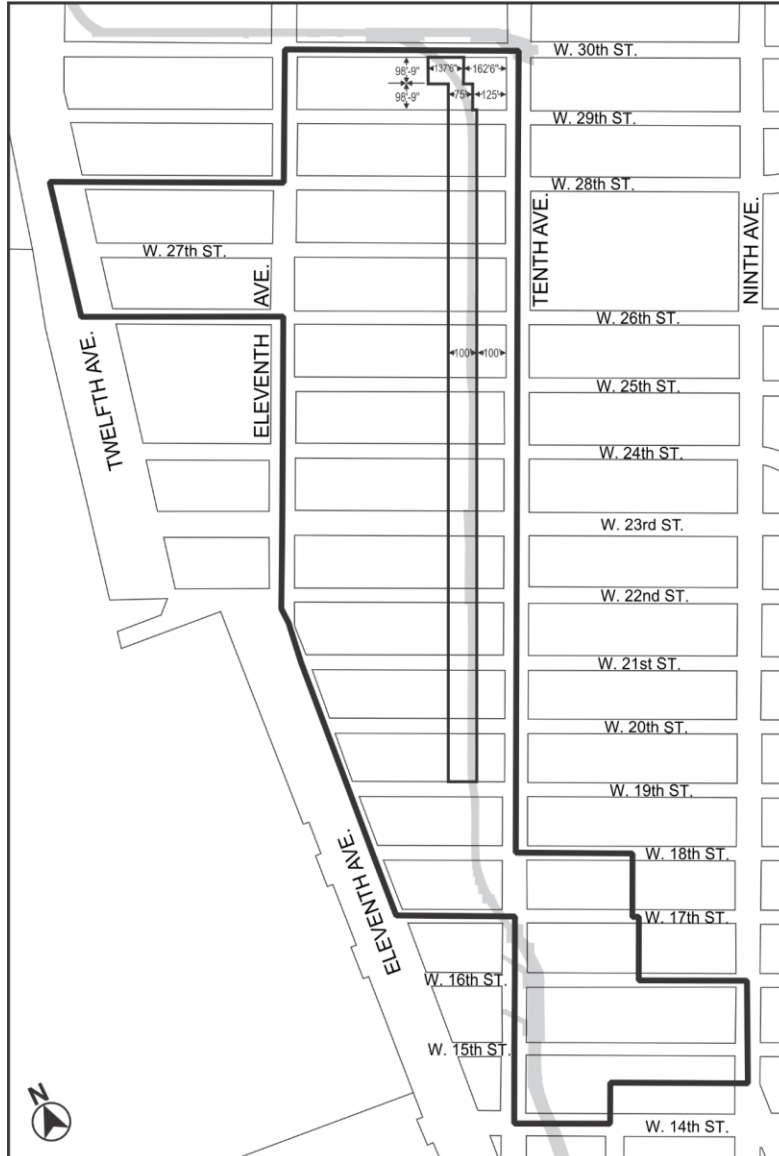 W. 30th ST.
98'-9"
137'6"
162'6"
98'-9"
75'
125'
W. 29th ST.
W. 28th ST.
TENTH AVE.
NINTH AVE.
W. 27th ST.
ELEVENTH AVE.
W. 26th ST.
TWELFTH AVE.
100'
100'
W. 25th ST.
W. 24th ST.
W. 23rd ST.
W. 22nd ST.
W. 21st ST.
W. 20th ST.
W. 19th ST.
W. 18th ST.
ELEVENTH AVE.
W. 17th ST.
W. 16th ST.
W. 15th ST.
N
W. 14th ST.